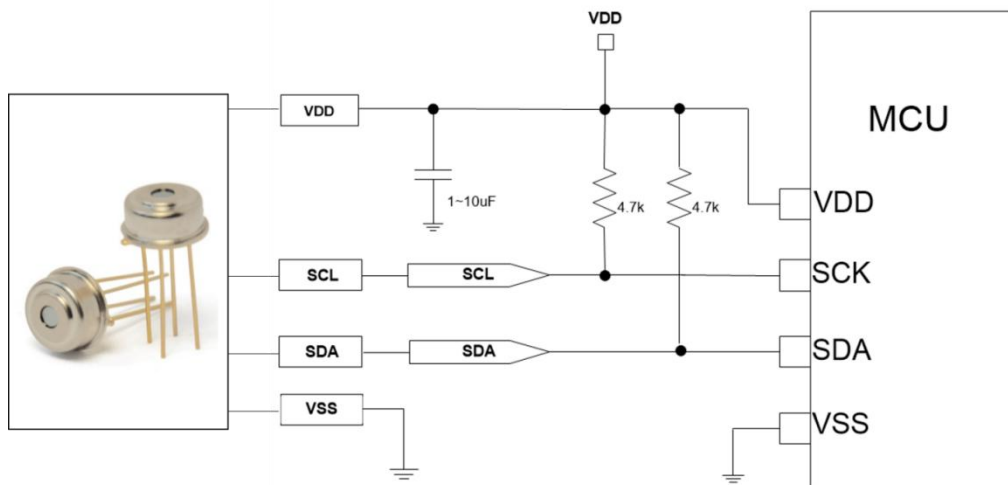 VDD
VDD
MCU
1~10uF
4.7k
4.7k
VDD
SCL
SCL
SCK
SDA
SDA
SDA
VSS
VSS